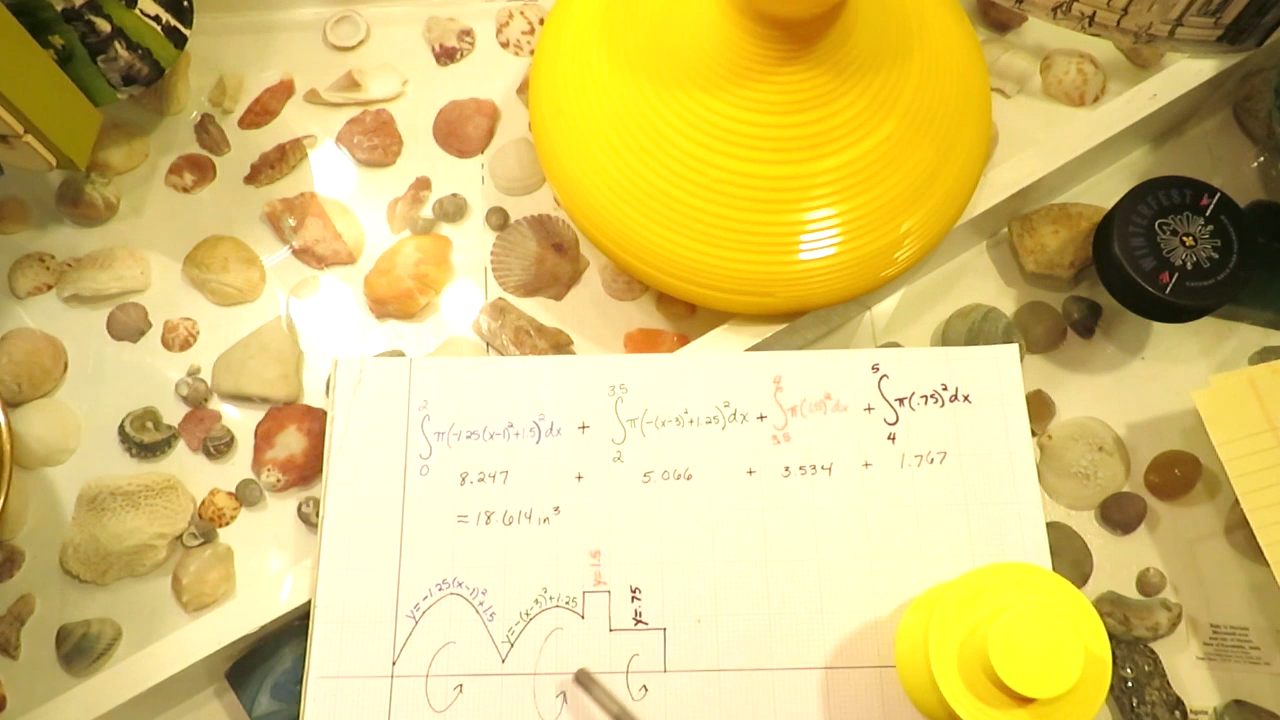 WINTERFEST
∫₀² π(-1.25(x-1)²+1.5)² dx + ∫₂^3.5 π(-(x-3)²+1.25)² dx + ∫₃.₅⁴ π(1.5)² dx + ∫₄⁵ π(.75)² dx
8.247 + 5.066 + 3.534 + 1.767
= 18.614 in³
y=-1.25(x-1)²+1.5
y=-(x-3)²+1.25
y=1.5
y=.75